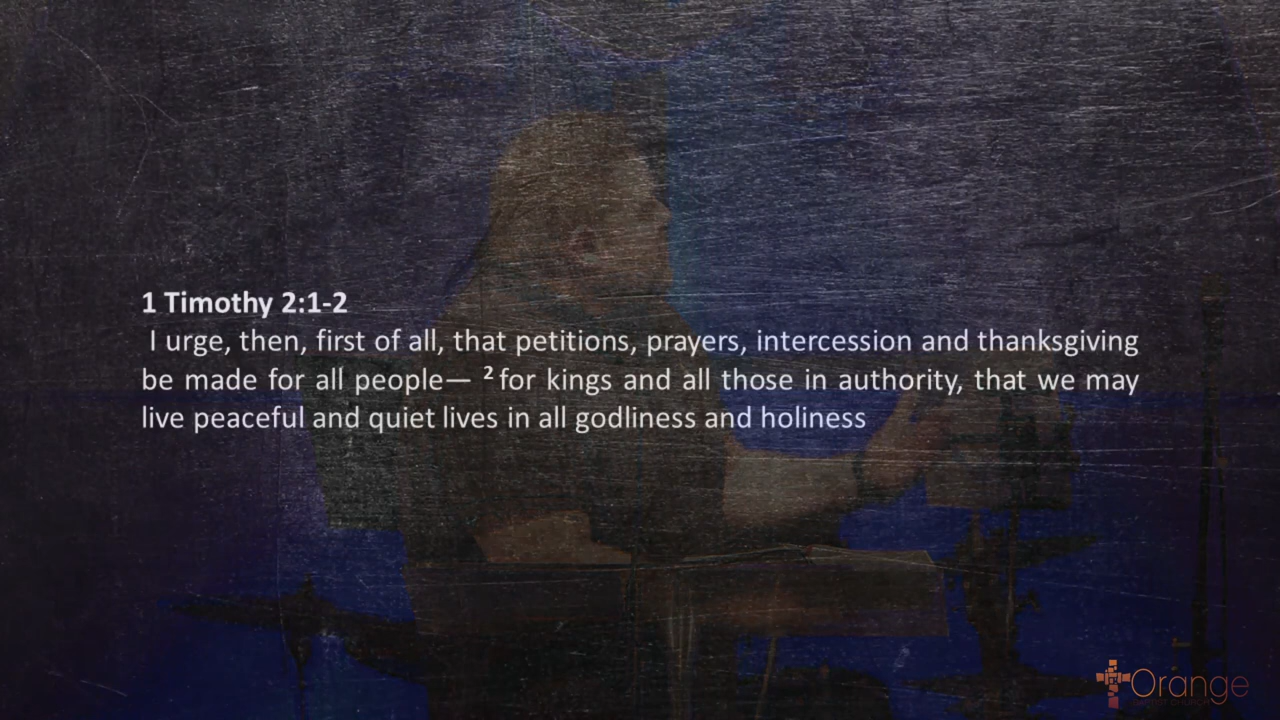 1 Timothy 2:1-2
I urge, then, first of all, that petitions, prayers, intercession and thanksgiving
be made for all people— ² for kings and all those in authority, that we may
live peaceful and quiet lives in all godliness and holiness
Orange